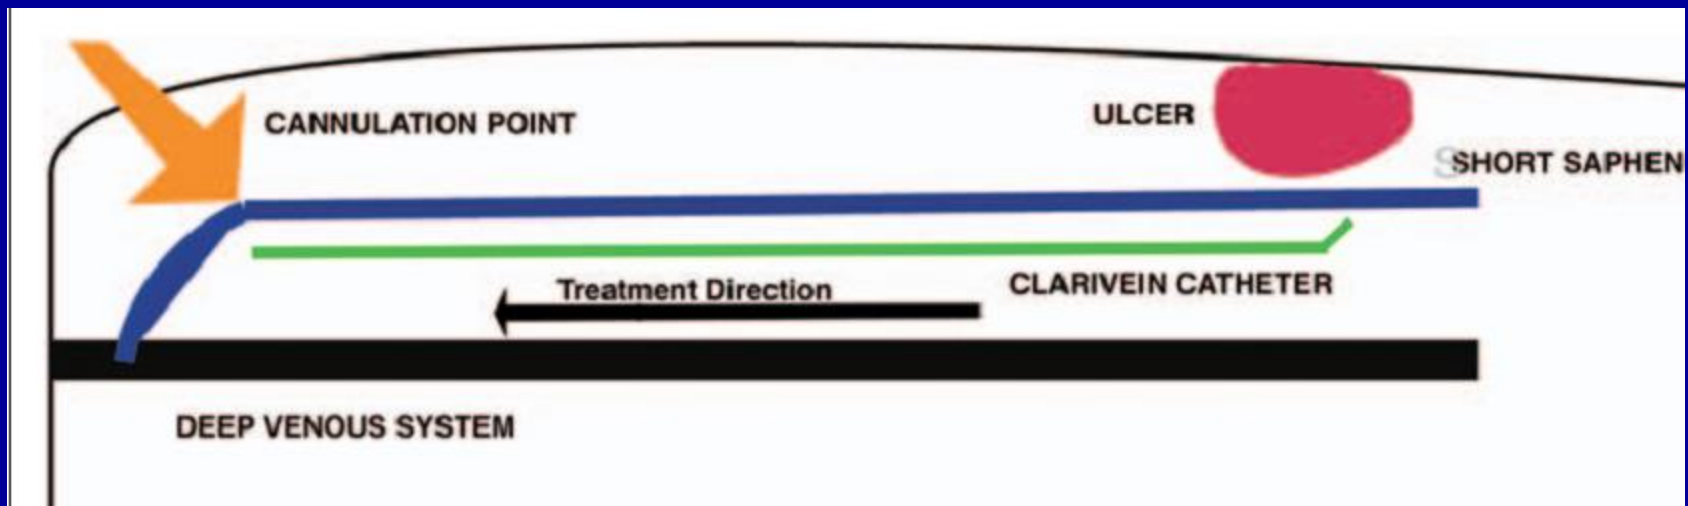 CANNULATION POINT
ULCER
SHORT SAPHEN
Treatment Direction
CLARIVEIN CATHETER
DEEP VENOUS SYSTEM